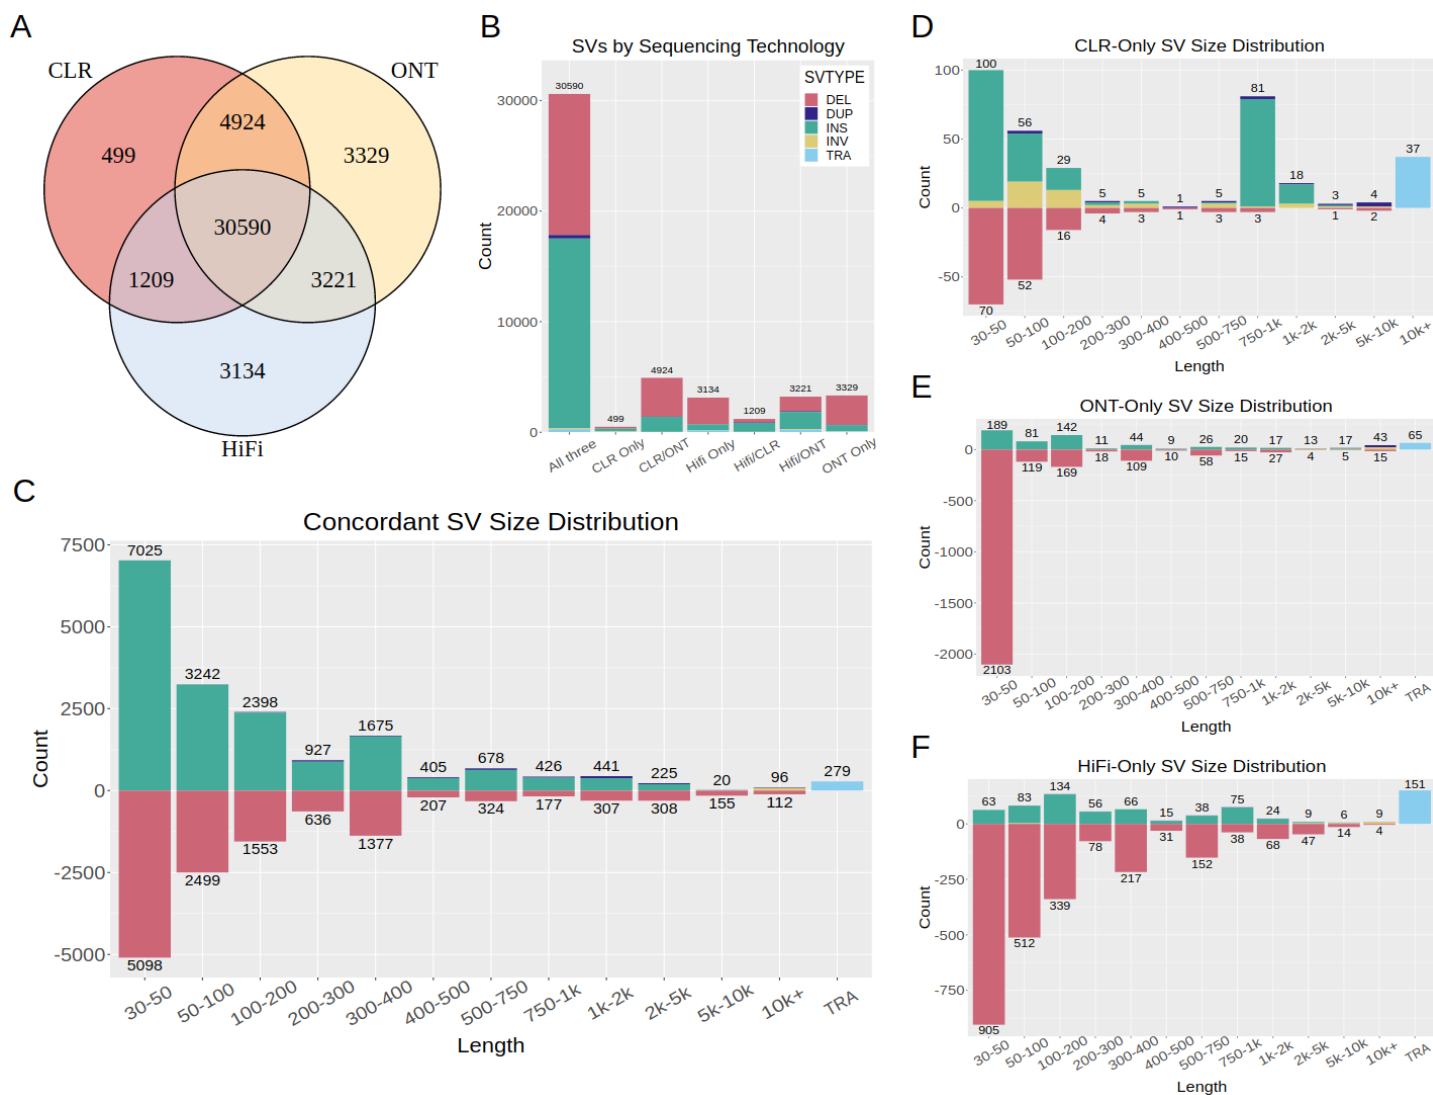 A
CLR
ONT
499
4924
3329
30590
1209
3221
3134
HiFi
B
SVs by Sequencing Technology
Count
30000
20000
10000
0
30590
499
4924
3134
1209
3221
3329
SVTYPE
DEL
DUP
INS
INV
TRA
All three
CLR Only
CLR/ONT
Hifi Only
Hifi/CLR
Hifi/ONT
ONT Only
C
Concordant SV Size Distribution
Count
7500
5000
2500
0
-2500
-5000
7025
3242
2398
927
1675
405
678
426
441
225
20
96
279
5098
2499
1553
636
1377
207
324
177
307
308
155
112
30-50
50-100
100-200
200-300
300-400
400-500
500-750
750-1k
1k-2k
2k-5k
5k-10k
10k+
TRA
Length
D
CLR-Only SV Size Distribution
Count
100
50
0
-50
100
56
29
5
5
1
5
81
18
3
4
37
70
52
16
4
3
1
3
3
1
2
30-50
50-100
100-200
200-300
300-400
400-500
500-750
750-1k
1k-2k
2k-5k
5k-10k
10k+
Length
E
ONT-Only SV Size Distribution
Count
0
-500
-1000
-1500
-2000
189
81
142
11
44
9
26
20
17
13
17
43
65
2103
119
169
18
109
10
58
15
27
4
5
15
30-50
50-100
100-200
200-300
300-400
400-500
500-750
750-1k
1k-2k
2k-5k
5k-10k
10k+
TRA
Length
F
HiFi-Only SV Size Distribution
Count
0
-250
-500
-750
63
83
134
56
66
15
38
75
24
9
6
9
151
905
512
339
78
217
31
152
38
68
47
14
4
30-50
50-100
100-200
200-300
300-400
400-500
500-750
750-1k
1k-2k
2k-5k
5k-10k
10k+
TRA
Length